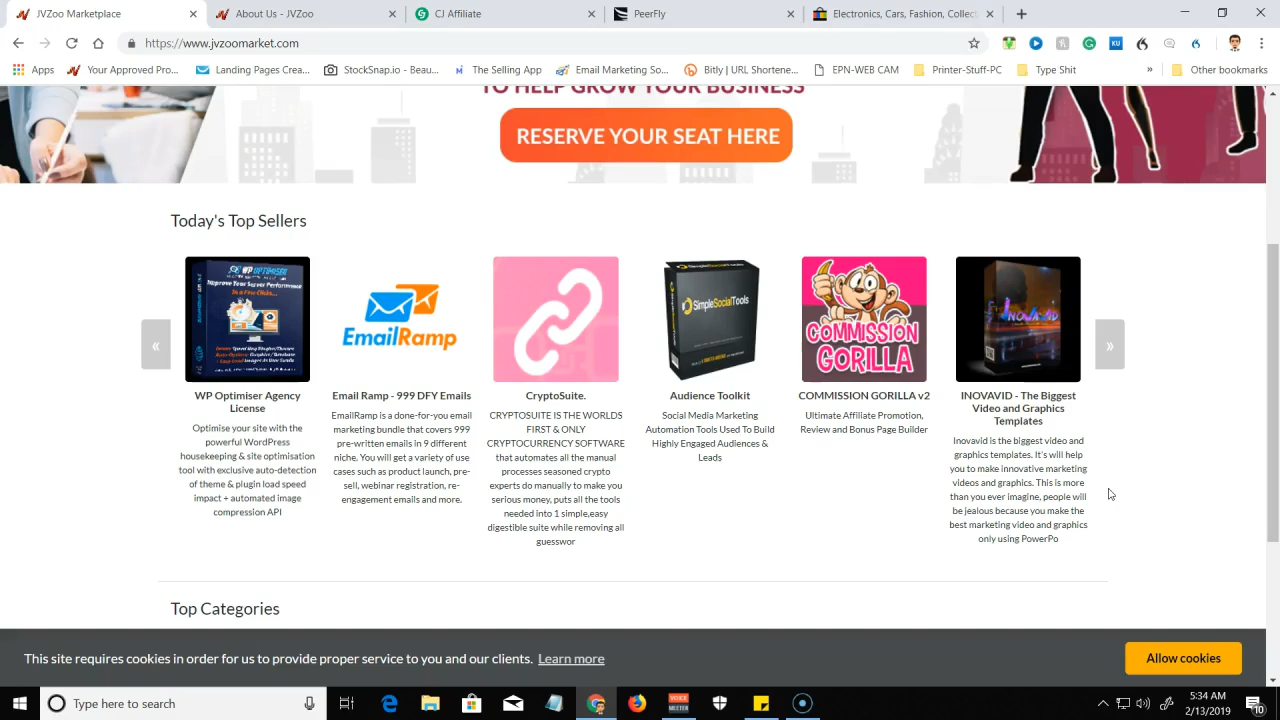 JVZoo Marketplace
About Us - JVZoo
CJ Affiliate
PeerFly
Electronics, Cars, Fashion, Collect
https://www.jvzoomarket.com
Apps
Your Approved Pro...
Landing Pages Crea...
StockSnap.io - Beau...
The Selling App
Email Marketing So...
Bitly | URL Shortene...
EPN-WEB CAM
Printer-Stuff-PC
Type Shit
Other bookmarks
TO HELP GROW YOUR BUSINESS
RESERVE YOUR SEAT HERE
Today's Top Sellers
WP OPTIMISER
Improve Your Server Performance
In a Few Clicks...
EmailRamp
SimpleSocialTools
COMMISSION
GORILLA
INOVAVID
«
»
WP Optimiser Agency
License
Optimise your site with the
powerful WordPress
housekeeping & site optimisation
tool with exclusive auto-detection
of theme & plugin load speed
impact + automated image
compression API
Email Ramp - 999 DFY Emails
EmailRamp is a done-for-you email
marketing bundle that covers 999
pre-written emails in 9 different
niche. You will get a variety of use
cases such as product launch, pre-
sell, webinar registration, re-
engagement emails and more.
CryptoSuite.
CRYPTOSUITE IS THE WORLDS
FIRST & ONLY
CRYPTOCURRENCY SOFTWARE
that automates all the manual
processes seasoned crypto
experts do manually to make you
serious money, puts all the tools
needed into 1 simple,easy
digestible suite while removing all
guesswor
Audience Toolkit
Social Media Marketing
Automation Tools Used To Build
Highly Engaged Audiences &
Leads
COMMISSION GORILLA v2
Ultimate Affiliate Promotion,
Review and Bonus Page Builder
INOVAVID - The Biggest
Video and Graphics
Templates
Inovavid is the biggest video and
graphics templates. It's will help
you to make innovative marketing
videos and graphics. This is more
than you ever imagine, people will
be jealous because you make the
best marketing video and graphics
only using PowerPo
Top Categories
This site requires cookies in order for us to provide proper service to you and our clients. Learn more
Allow cookies
Type here to search
VOICE
MEETER
5:34 AM
2/13/2019
10